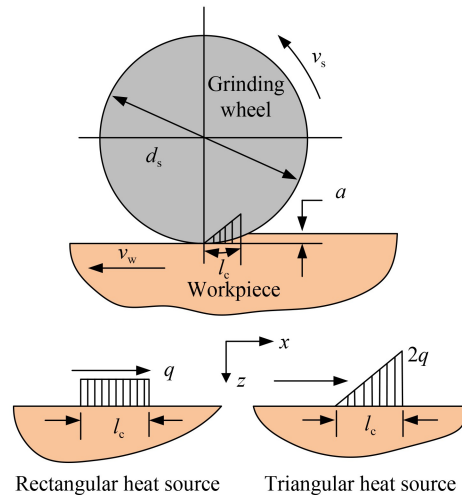 vs
Grinding
wheel
ds
a
vw
lc
Workpiece
q
x
z
2q
lc
lc
Rectangular heat source
Triangular heat source